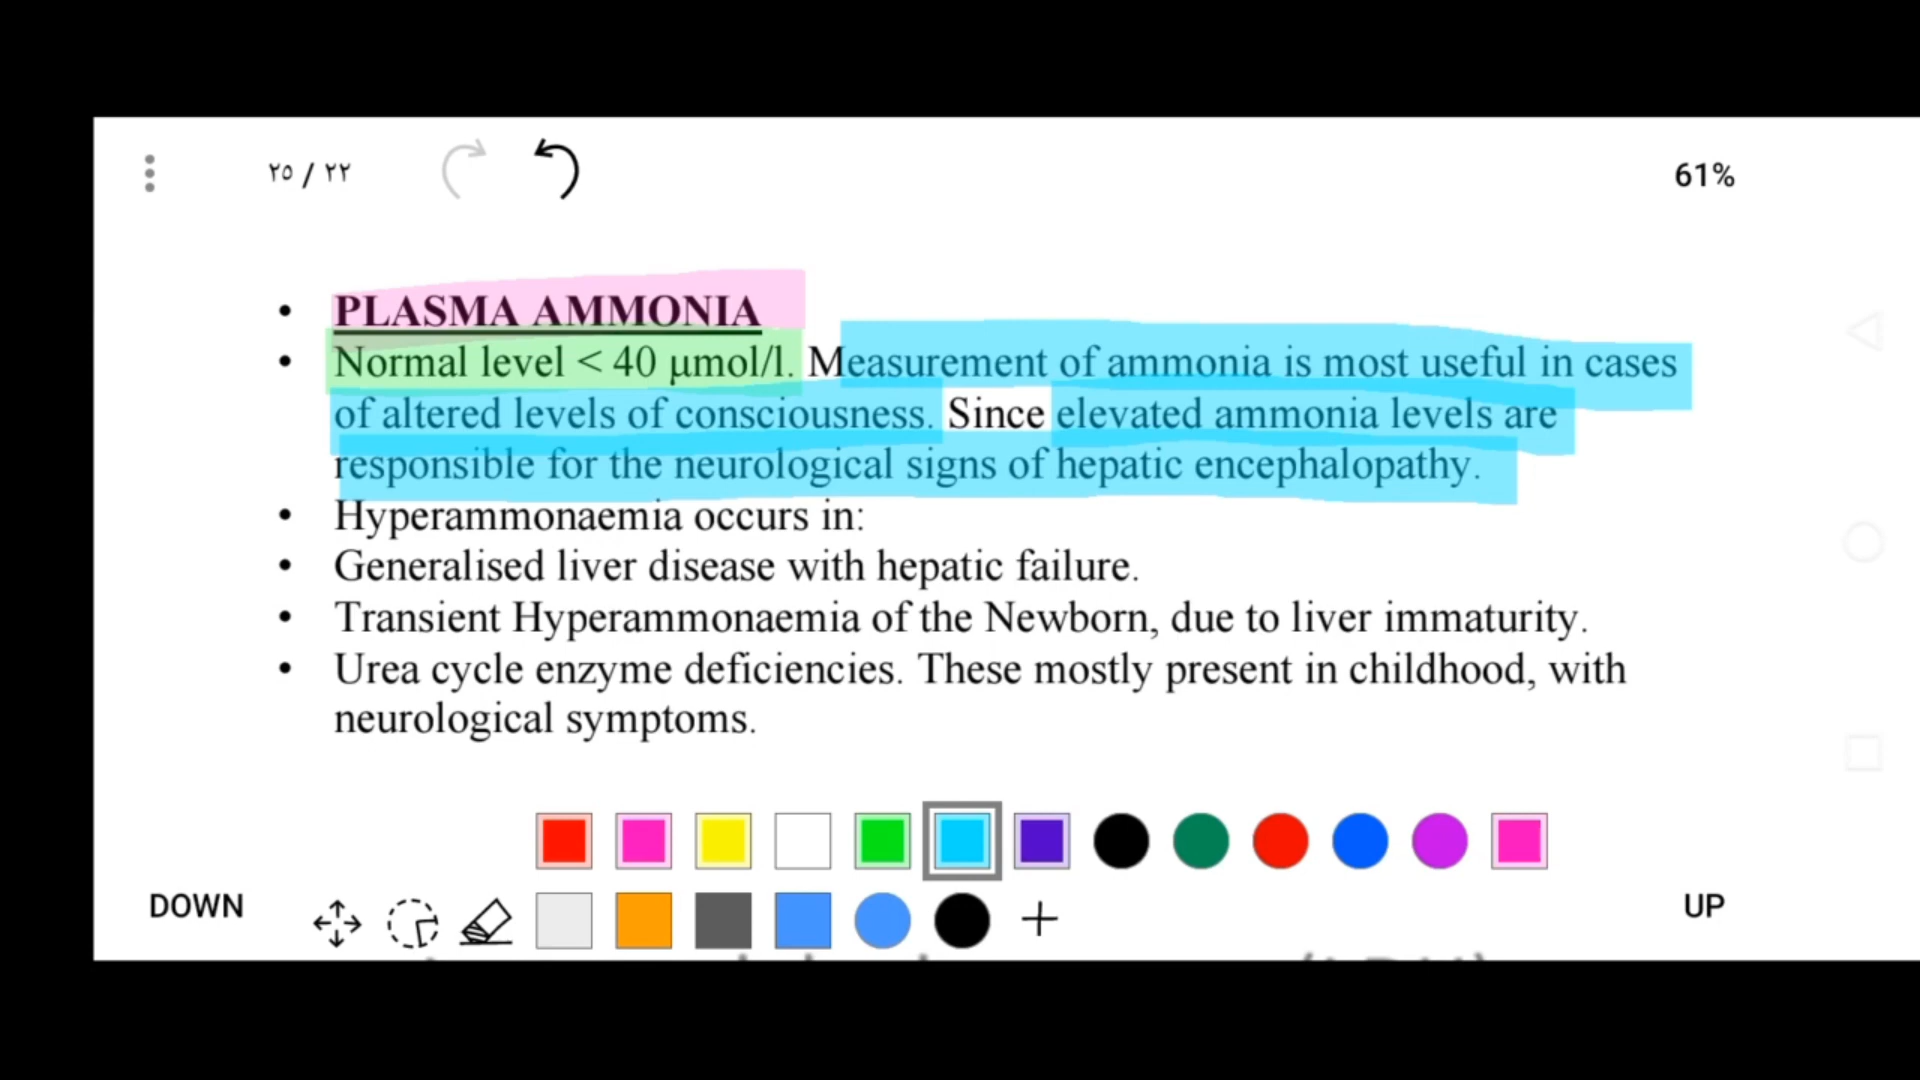 ٢٥ / ٢٢
61%
• PLASMA AMMONIA
• Normal level < 40 µmol/l. Measurement of ammonia is most useful in cases
of altered levels of consciousness. Since elevated ammonia levels are
responsible for the neurological signs of hepatic encephalopathy.
• Hyperammonaemia occurs in:
• Generalised liver disease with hepatic failure.
• Transient Hyperammonaemia of the Newborn, due to liver immaturity.
• Urea cycle enzyme deficiencies. These mostly present in childhood, with
neurological symptoms.
DOWN
UP